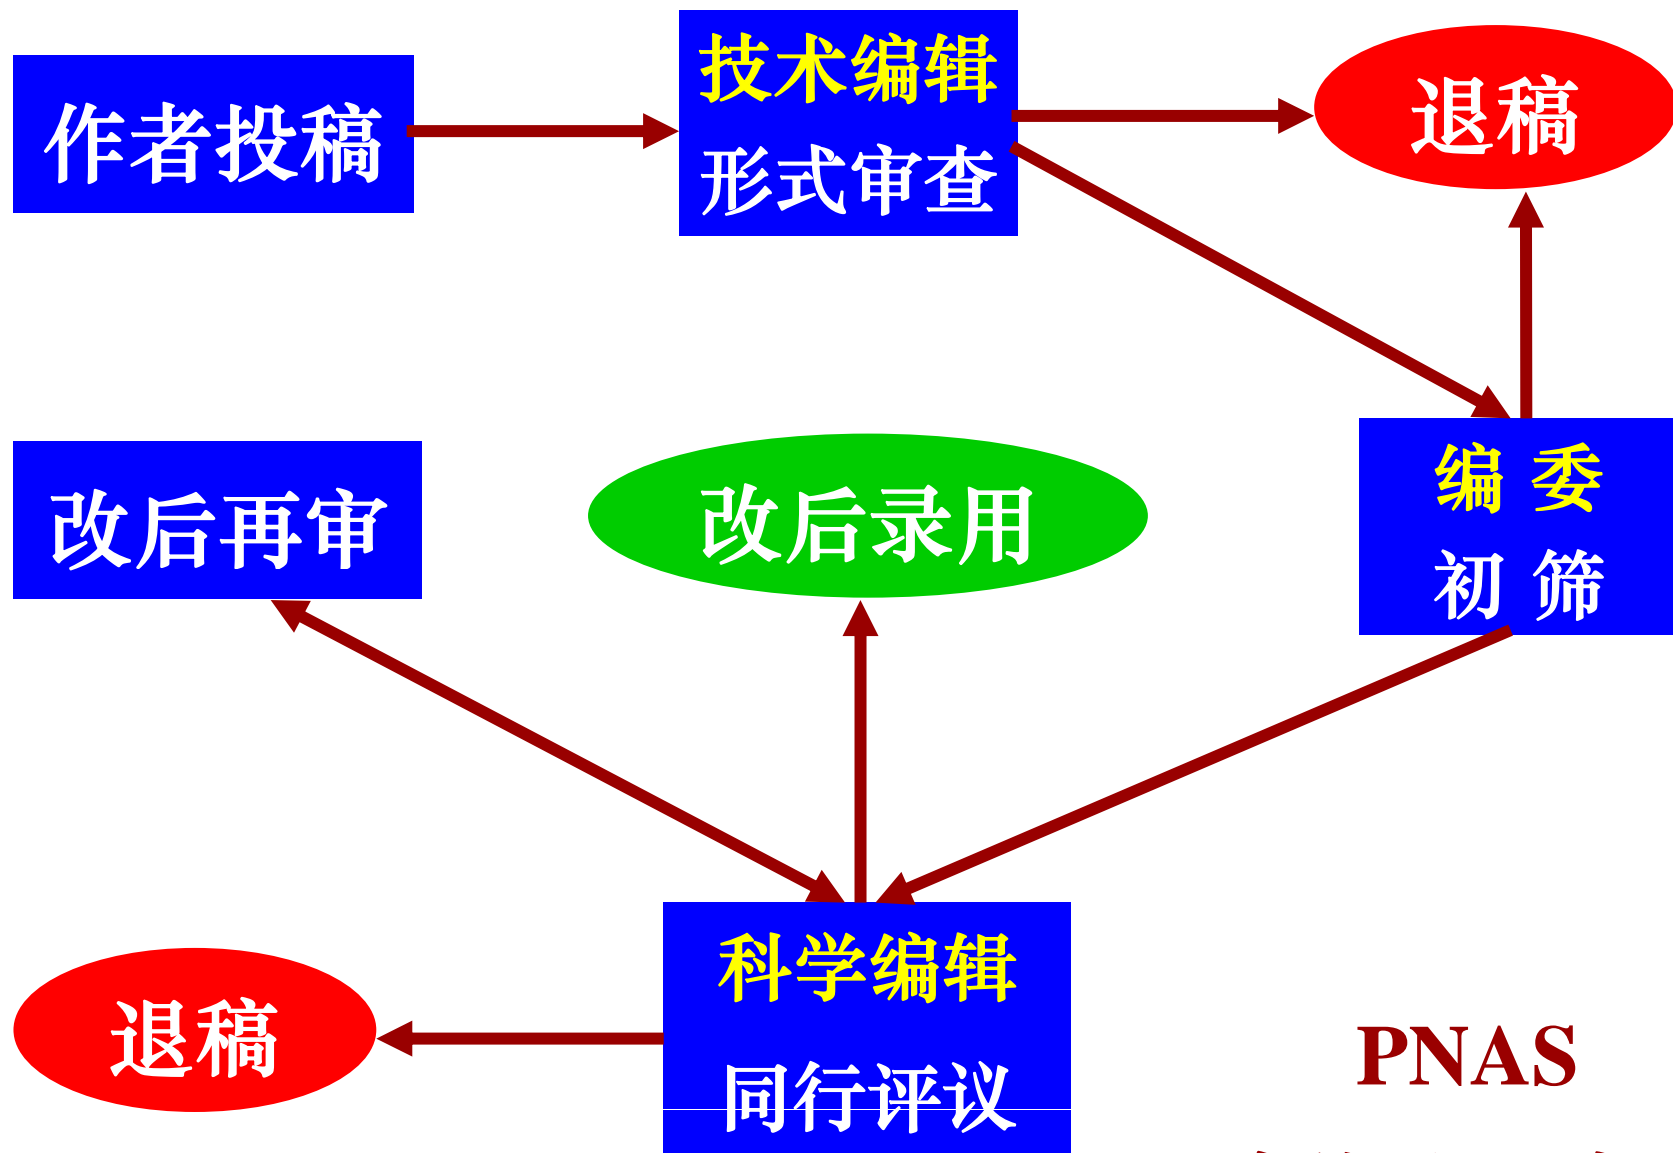 作者投稿
技术编辑
形式审查
退稿
改后再审
改后录用
编 委
初 筛
科学编辑
同行评议
退稿
PNAS